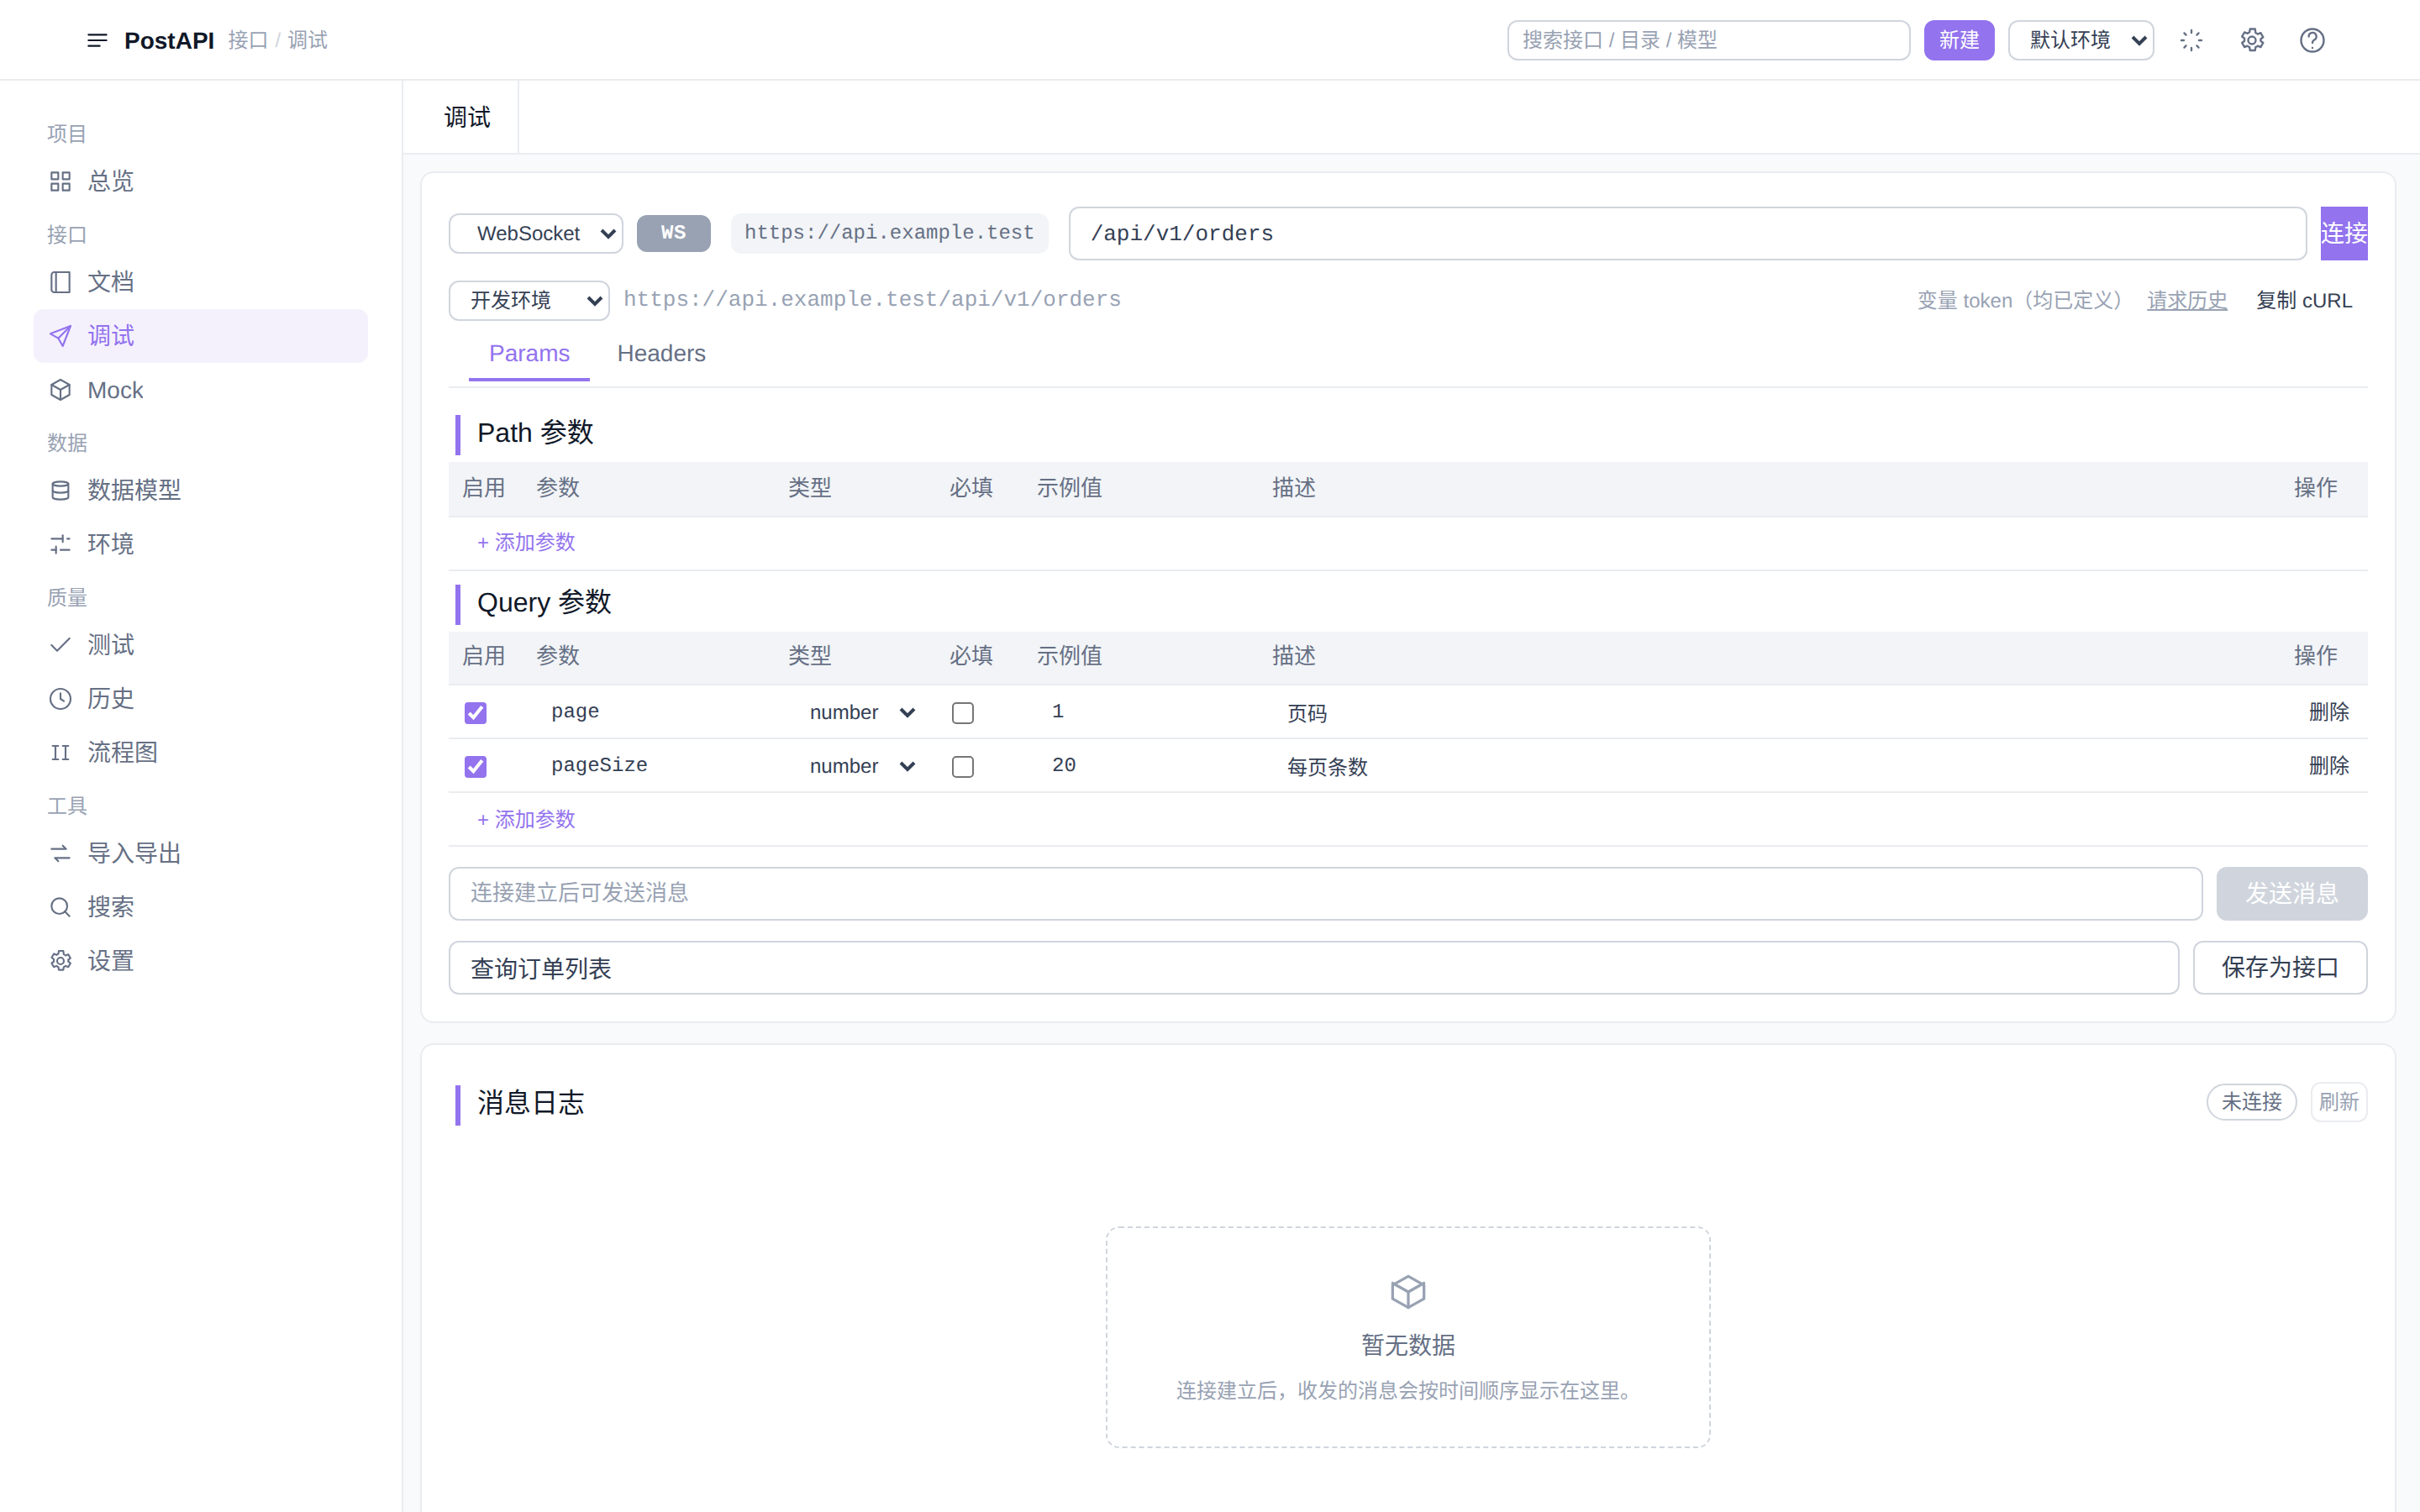 PostAPI 接口 / 调试 搜索接口 / 目录 / 模型 新建 默认环境
项目
总览
接口
文档
调试
Mock
数据
数据模型
环境
质量
测试
历史
流程图
工具
导入导出
搜索
设置
调试
WebSocket WS https://api.example.test /api/v1/orders 连接
开发环境 https://api.example.test/api/v1/orders 变量 token（均已定义） 请求历史 复制 cURL
Params Headers
Path 参数
启用 参数 类型 必填 示例值 描述 操作
+ 添加参数
Query 参数
启用 参数 类型 必填 示例值 描述 操作
page number 1 页码 删除
pageSize number 20 每页条数 删除
+ 添加参数
连接建立后可发送消息 发送消息
查询订单列表 保存为接口
消息日志 未连接 刷新
暂无数据
连接建立后，收发的消息会按时间顺序显示在这里。